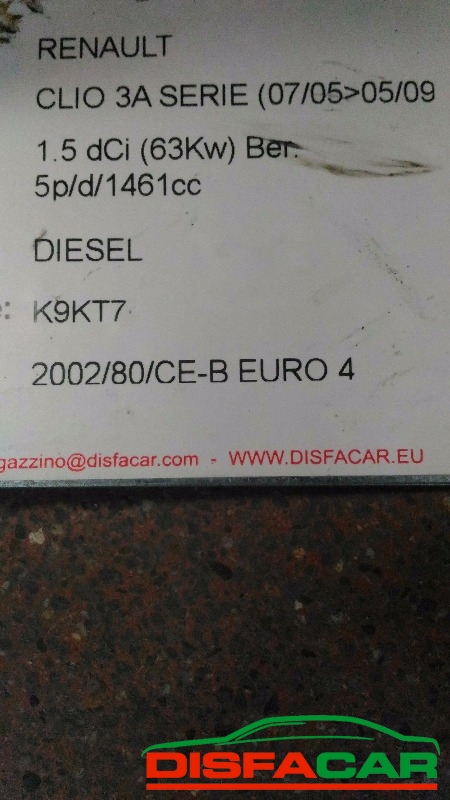 RENAULT
CLIO 3A SERIE (07/05>05/09
1.5 dCi (63Kw) Ber.
5p/d/1461cc
DIESEL
K9KT7
2002/80/CE-B EURO 4
gazzino@disfacar.com - WWW.DISFACAR.EU
DISFACAR